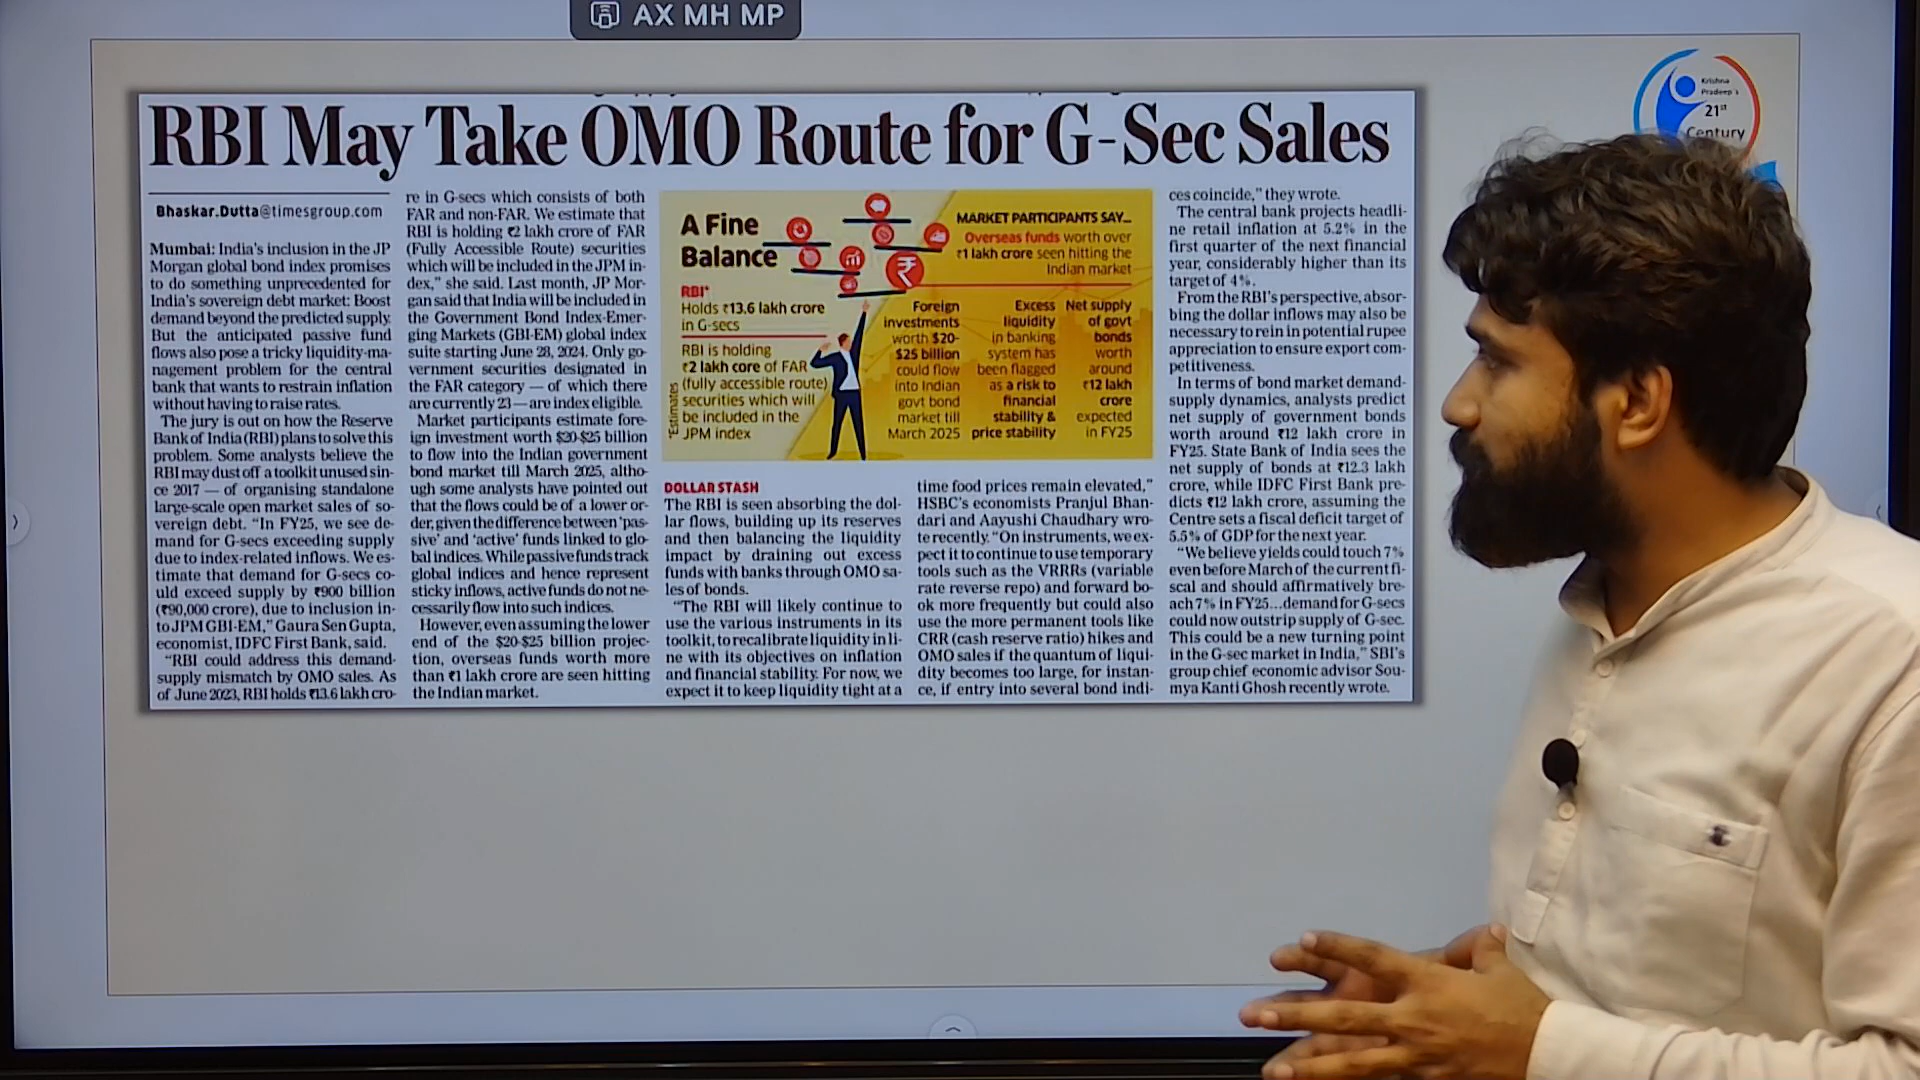 AX MH MP
Krishna
Pradeep's
21st
Century
RBI May Take OMO Route for G-Sec Sales
Bhaskar.Dutta@timesgroup.com
Mumbai: India's inclusion in the JP
Morgan global bond index promises
to do something unprecedented for
India's sovereign debt market: Boost
demand beyond the predicted supply.
But the anticipated passive fund
flows also pose a tricky liquidity-ma-
nagement problem for the central
bank that wants to restrain inflation
without having to raise rates.
The jury is out on how the Reserve
Bank of India (RBI) plans to solve this
problem. Some analysts believe the
RBI may dust off a toolkit unused sin-
ce 2017 — of organising standalone
large-scale open market sales of so-
vereign debt. "In FY25, we see de-
mand for G-secs exceeding supply
due to index-related inflows. We es-
timate that demand for G-secs co-
uld exceed supply by ₹900 billion
(₹90,000 crore), due to inclusion in-
to JPM GBI-EM," Gaura Sen Gupta,
economist, IDFC First Bank, said.
"RBI could address this demand-
supply mismatch by OMO sales. As
of June 2023, RBI holds ₹13.6 lakh cro-
re in G-secs which consists of both
FAR and non-FAR. We estimate that
RBI is holding ₹2 lakh crore of FAR
(Fully Accessible Route) securities
which will be included in the JPM in-
dex," she said. Last month, JP Mor-
gan said that India will be included in
the Government Bond Index-Emer-
ging Markets (GBI-EM) global index
suite starting June 28, 2024. Only go-
vernment securities designated in
the FAR category — of which there
are currently 23 — are index eligible.
Market participants estimate fore-
ign investment worth $20-$25 billion
to flow into the Indian government
bond market till March 2025, altho-
ugh some analysts have pointed out
that the flows could be of a lower or-
der, given the difference between 'pas-
sive' and 'active' funds linked to glo-
bal indices. While passive funds track
global indices and hence represent
sticky inflows, active funds do not ne-
cessarily flow into such indices.
However, even assuming the lower
end of the $20-$25 billion projec-
tion, overseas funds worth more
than ₹1 lakh crore are seen hitting
the Indian market.
A Fine
Balance
RBI*
Holds ₹13.6 lakh crore
in G-secs
RBI is holding
₹2 lakh core of FAR
(fully accessible route)
securities which will
be included in the
JPM index
*Estimates
MARKET PARTICIPANTS SAY...
Overseas funds worth over
₹1 lakh crore seen hitting the
Indian market
Foreign
investments
worth $20-
$25 billion
could flow
into Indian
govt bond
market till
March 2025
Excess
liquidity
in banking
system has
been flagged
as a risk to
financial
stability &
price stability
Net supply
of govt
bonds
worth
around
₹12 lakh
crore
expected
in FY25
DOLLAR STASH
The RBI is seen absorbing the dol-
lar flows, building up its reserves
and then balancing the liquidity
impact by draining out excess
funds with banks through OMO sa-
les of bonds.
"The RBI will likely continue to
use the various instruments in its
toolkit, to recalibrate liquidity in li-
ne with its objectives on inflation
and financial stability. For now, we
expect it to keep liquidity tight at a
time food prices remain elevated,"
HSBC's economists Pranjul Bhan-
dari and Aayushi Chaudhary wro-
te recently. "On instruments, we ex-
pect it to continue to use temporary
tools such as the VRRRs (variable
rate reverse repo) and forward bo-
ok more frequently but could also
use the more permanent tools like
CRR (cash reserve ratio) hikes and
OMO sales if the quantum of liqui-
dity becomes too large, for instan-
ce, if entry into several bond indi-
ces coincide," they wrote.
The central bank projects headli-
ne retail inflation at 5.2% in the
first quarter of the next financial
year, considerably higher than its
target of 4%.
From the RBI's perspective, absor-
bing the dollar inflows may also be
necessary to rein in potential rupee
appreciation to ensure export com-
petitiveness.
In terms of bond market demand-
supply dynamics, analysts predict
net supply of government bonds
worth around ₹12 lakh crore in
FY25. State Bank of India sees the
net supply of bonds at ₹12.3 lakh
crore, while IDFC First Bank pre-
dicts ₹12 lakh crore, assuming the
Centre sets a fiscal deficit target of
5.5% of GDP for the next year.
"We believe yields could touch 7%
even before March of the current fi-
scal and should affirmatively bre-
ach 7% in FY25...demand for G-secs
could now outstrip supply of G-sec.
This could be a new turning point
in the G-sec market in India," SBI's
group chief economic advisor Sou-
mya Kanti Ghosh recently wrote.